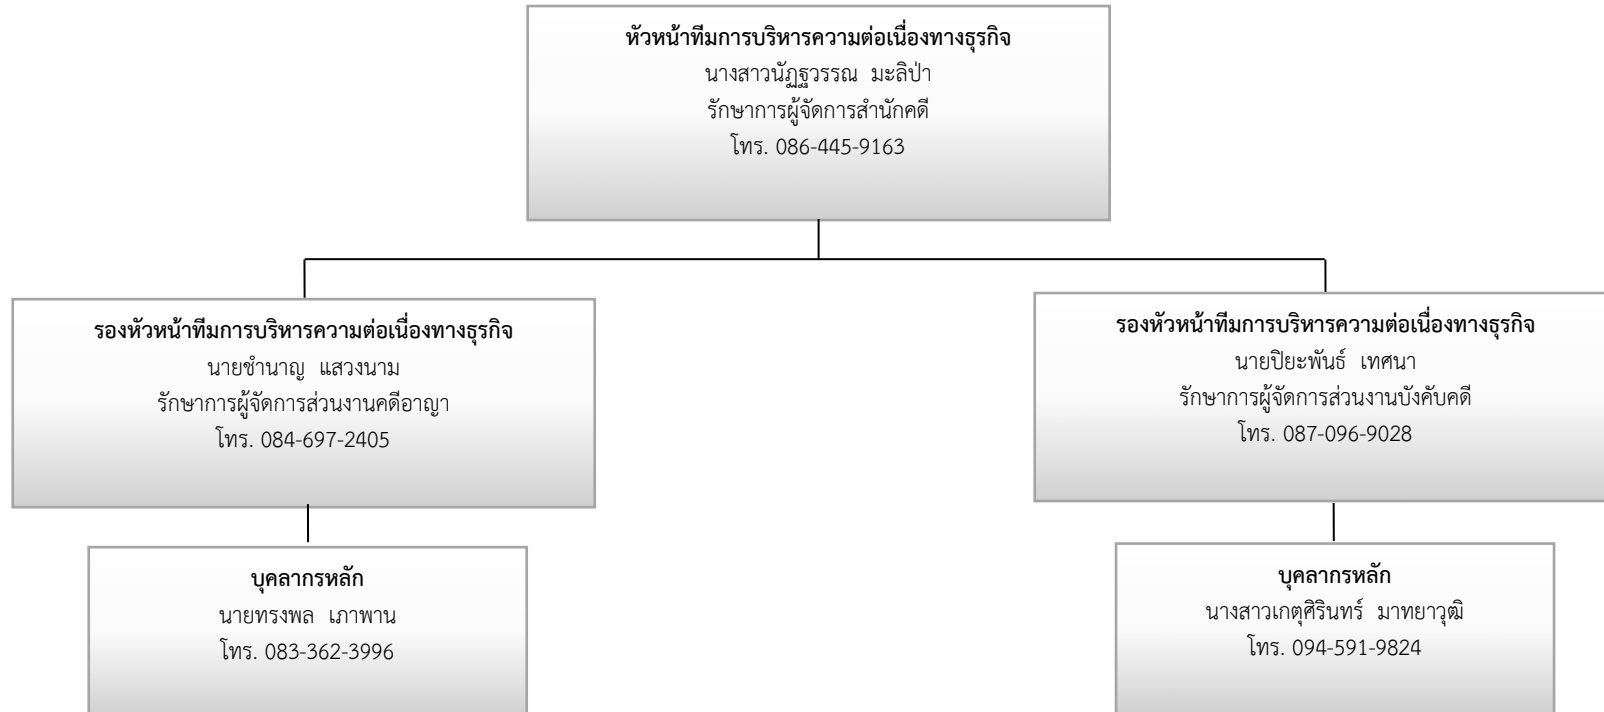 หัวหน้าทีมการบริหารความต่อเนื่องทางธุรกิจ
นางสาวนัฏฐวรรณ มะลิป่า
รักษาการผู้จัดการสำนักคดี
โทร. 086-445-9163
รองหัวหน้าทีมการบริหารความต่อเนื่องทางธุรกิจ
นายชำนาญ แสวงนาม
รักษาการผู้จัดการส่วนงานคดีอาญา
โทร. 084-697-2405
บุคลากรหลัก
นายทรงพล เภาพาน
โทร. 083-362-3996
รองหัวหน้าทีมการบริหารความต่อเนื่องทางธุรกิจ
นายปิยะพันธ์ เทศนา
รักษาการผู้จัดการส่วนงานบังคับคดี
โทร. 087-096-9028
บุคลากรหลัก
นางสาวเกตุศิรินทร์ มาทยาวุฒิ
โทร. 094-591-9824